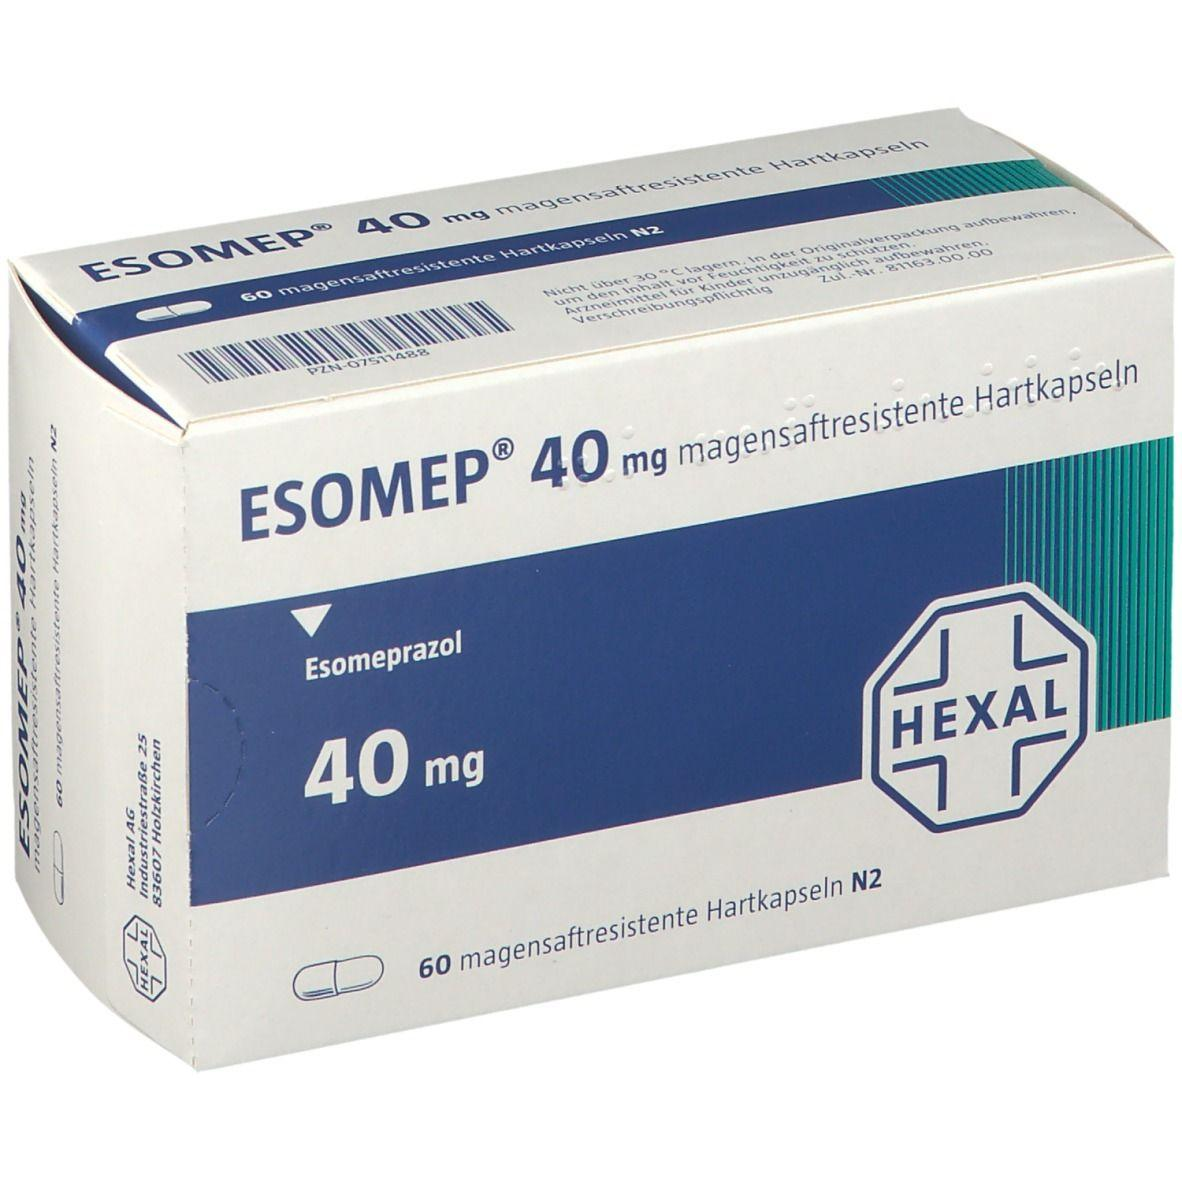 ESOMEP® 40 mg magensaftresistente Hartkapseln
60 magensaftresistente Hartkapseln N2
PZN-07511488
Nicht über 30 °C lagern. In der Originalverpackung aufbewahren,
um den Inhalt vor Feuchtigkeit zu schützen.
Arzneimittel für Kinder unzugänglich aufbewahren.
Verschreibungspflichtig Zul.-Nr. 81163.00.00
ESOMEP® 40 mg magensaftresistente Hartkapseln
Esomeprazol
40 mg
HEXAL
60 magensaftresistente Hartkapseln N2
ESOMEP® 40 mg
magensaftresistente Hartkapseln
60 magensaftresistente Hartkapseln N2
Hexal AG
Industriestraße 25
83607 Holzkirchen
HEXAL